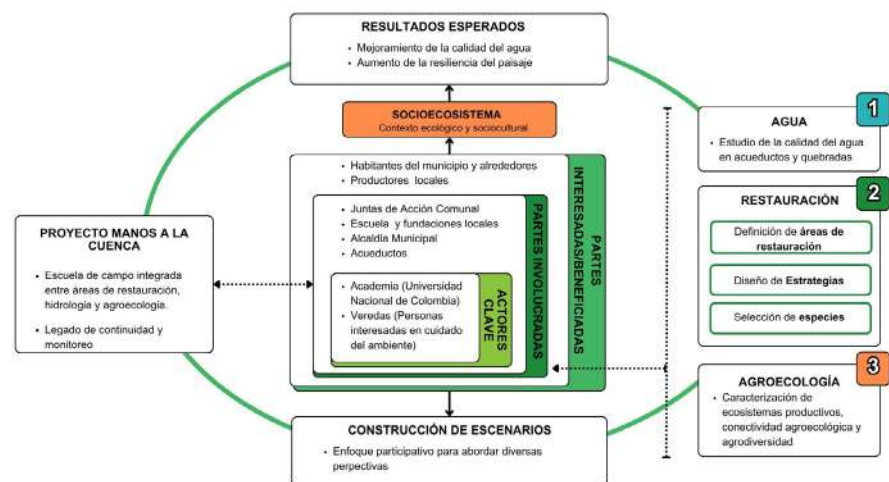 RESULTADOS ESPERADOS
• Mejoramiento de la calidad del agua
• Aumento de la resiliencia del paisaje
SOCIOECOSISTEMA
Contexto ecológico y sociocultural
• Habitantes del municipio y alrededores
• Productores locales
PARTES
INTERESADAS/BENEFICIADAS
• Juntas de Acción Comunal
• Escuela y fundaciones locales
• Alcaldía Municipal
• Acueductos
PARTES INVOLUCRADAS
• Academia (Universidad
Nacional de Colombia)
• Veredas (Personas
interesadas en cuidado
del ambiente)
ACTORES
CLAVE
PROYECTO MANOS A LA
CUENCA
• Escuela de campo integrada
entre áreas de restauración,
hidrología y agroecología.
• Legado de continuidad y
monitoreo
CONSTRUCCIÓN DE ESCENARIOS
• Enfoque participativo para abordar diversas
perpectivas
1
AGUA
• Estudio de la calidad del agua
en acueductos y quebradas
2
RESTAURACIÓN
Definición de áreas de
restauración
Diseño de Estrategias
Selección de especies
3
AGROECOLOGÍA
• Caracterización de
ecosistemas productivos,
conectividad agroecológica y
agrodiversidad